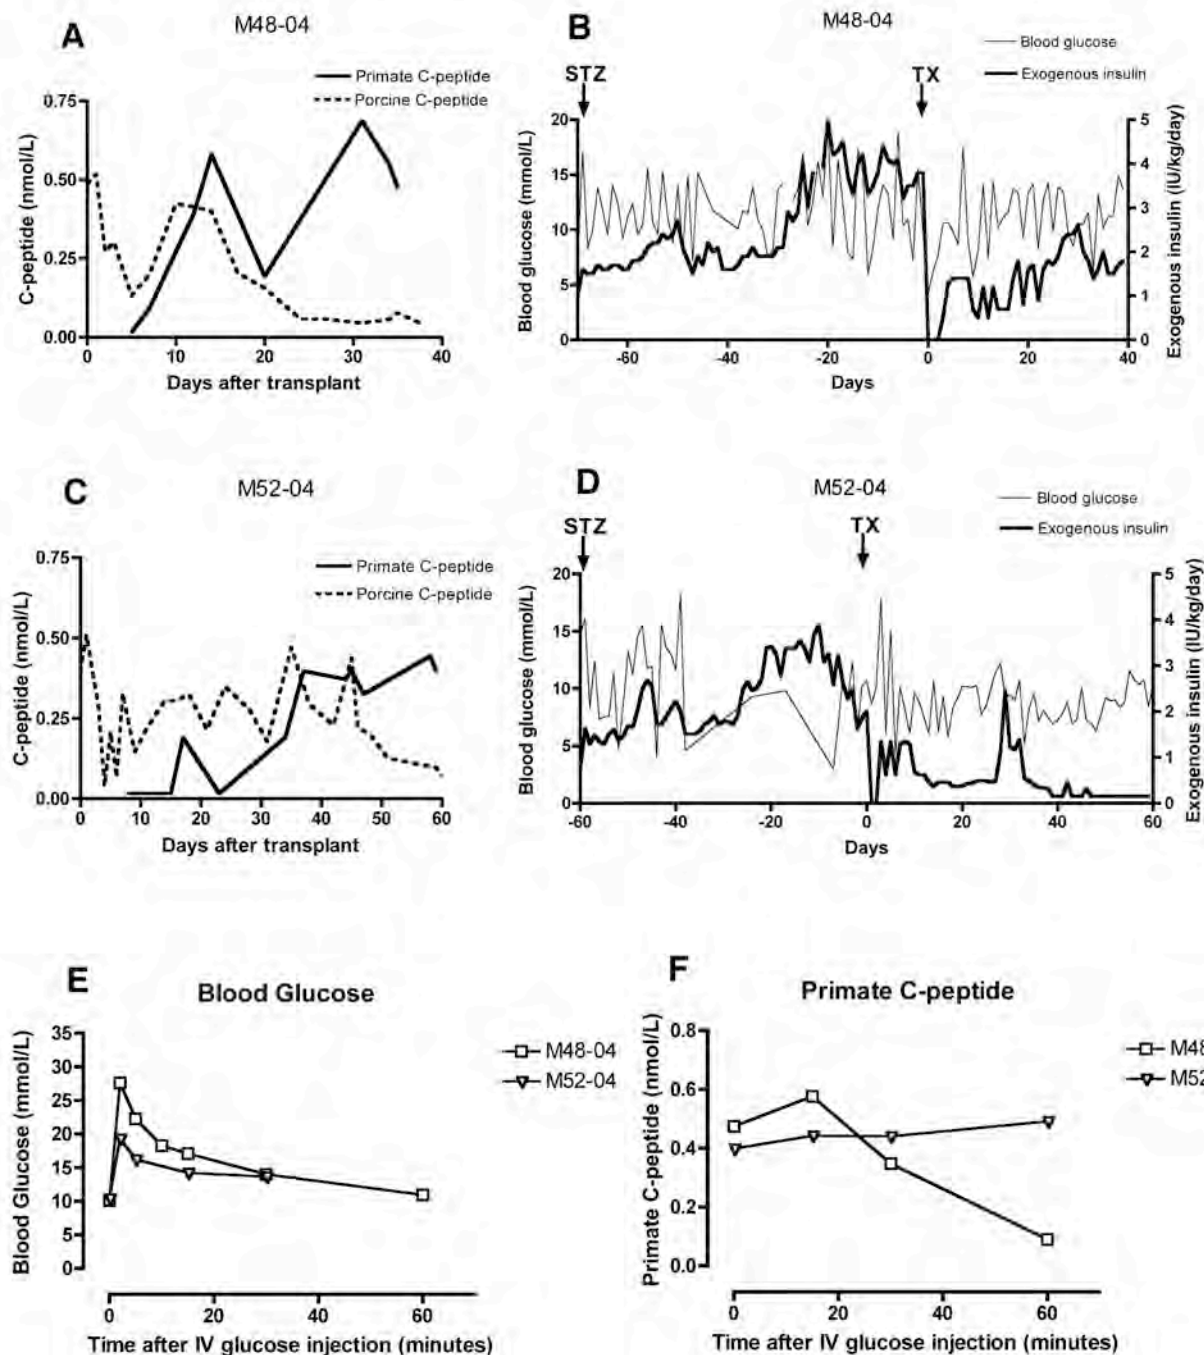 A
M48-04
Primate C-peptide
Porcine C-peptide
C-peptide (nmol/L)
0.75
0.50
0.25
0.00
0 10 20 30 40
Days after transplant
B
M48-04
Blood glucose
Exogenous insulin
STZ
TX
Blood glucose (mmol/L)
20
15
10
5
0
Exogenous insulin (IU/kg/day)
5
4
3
2
1
0
-60 -40 -20 0 20 40
Days
C
M52-04
Primate C-peptide
Porcine C-peptide
C-peptide (nmol/L)
0.75
0.50
0.25
0.00
0 10 20 30 40 50 60
Days after transplant
D
M52-04
Blood glucose
Exogenous insulin
STZ
TX
Blood glucose (mmol/L)
20
15
10
5
0
Exogenous insulin (IU/kg/day)
5
4
3
2
1
0
-60 -40 -20 0 20 40 60
Days
E
Blood Glucose
M48-04
M52-04
Blood Glucose (mmol/L)
35
30
25
20
15
10
5
0
0 20 40 60
Time after IV glucose injection (minutes)
F
Primate C-peptide
M48
M52
Primate C-peptide (nmol/L)
0.8
0.6
0.4
0.2
0.0
0 20 40 60
Time after IV glucose injection (minutes)